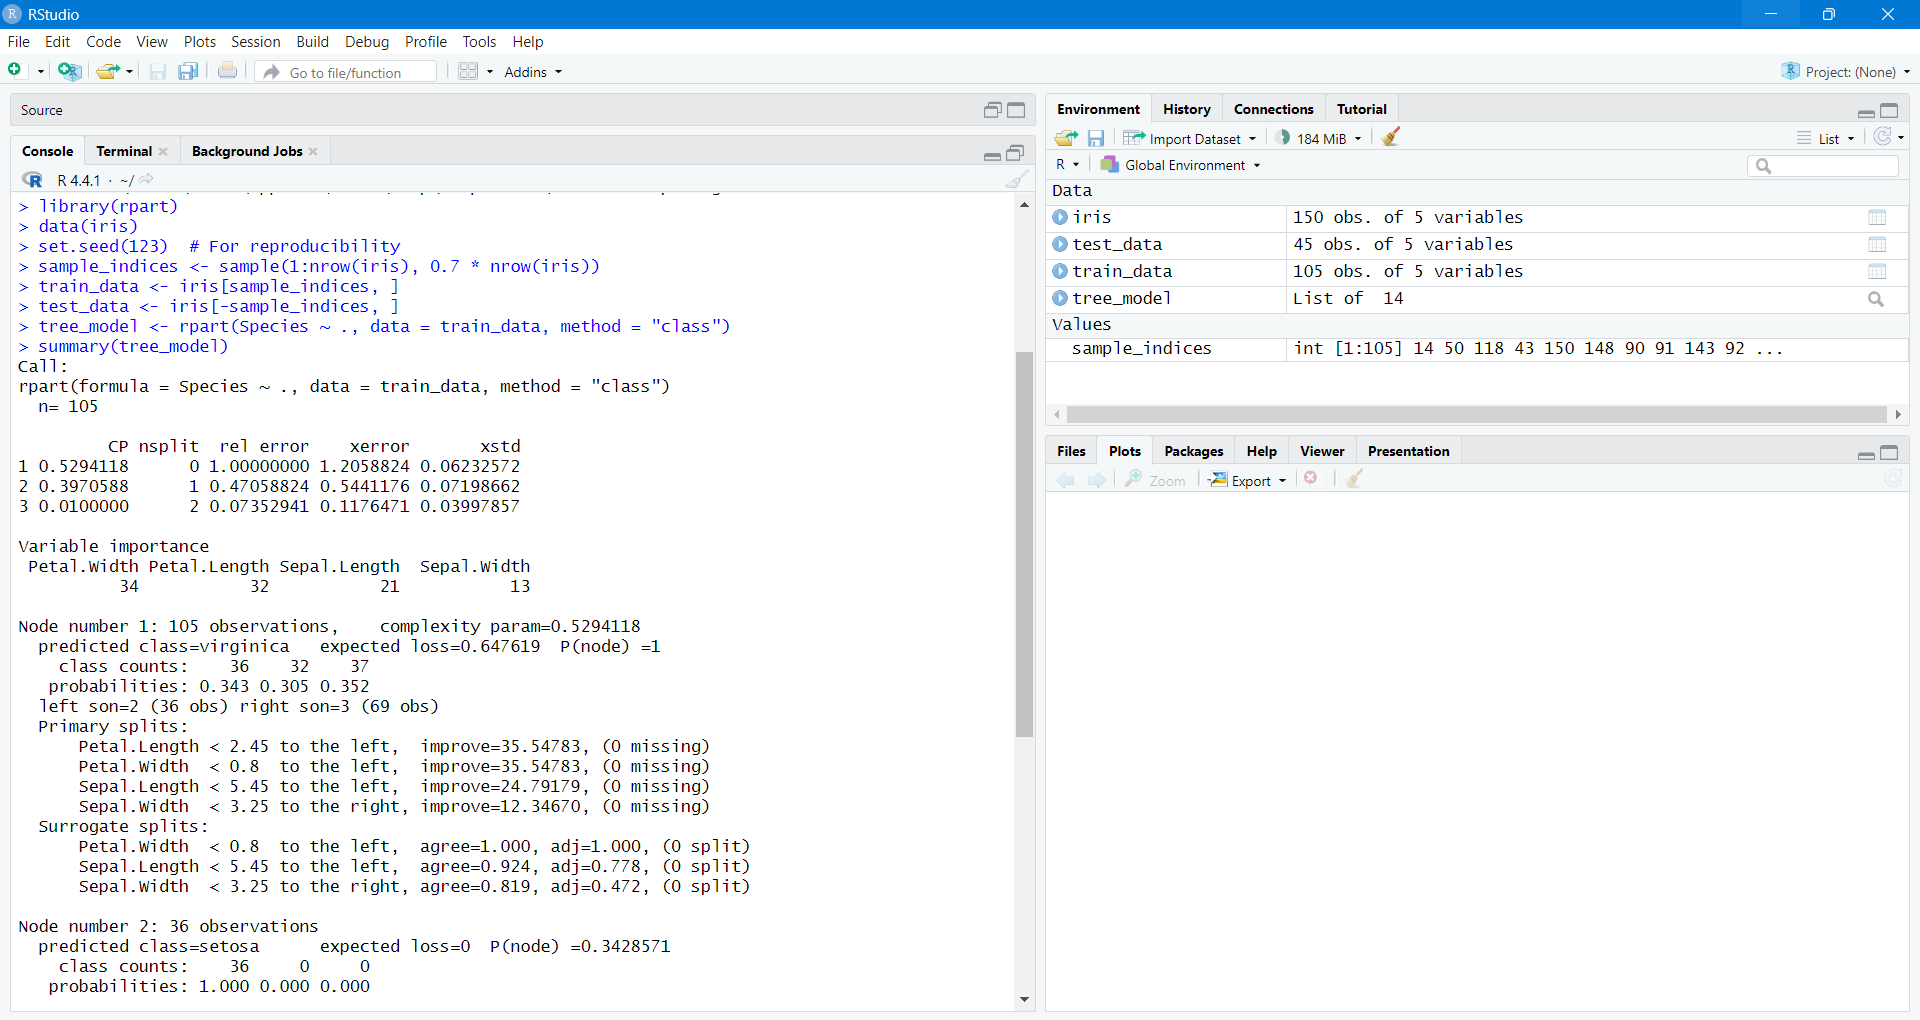 RStudio
File Edit Code View Plots Session Build Debug Profile Tools Help
Go to file/function Addins Project: (None)
Source
Console Terminal Background Jobs
R 4.4.1 · ~/
> library(rpart)
> data(iris)
> set.seed(123)  # For reproducibility
> sample_indices <- sample(1:nrow(iris), 0.7 * nrow(iris))
> train_data <- iris[sample_indices, ]
> test_data <- iris[-sample_indices, ]
> tree_model <- rpart(Species ~ ., data = train_data, method = "class")
> summary(tree_model)
Call:
rpart(formula = Species ~ ., data = train_data, method = "class")
  n= 105
         CP nsplit  rel error    xerror       xstd
1 0.5294118      0 1.00000000 1.2058824 0.06232572
2 0.3970588      1 0.47058824 0.5441176 0.07198662
3 0.0100000      2 0.07352941 0.1176471 0.03997857
Variable importance
 Petal.Width Petal.Length Sepal.Length  Sepal.Width
          34           32           21           13
Node number 1: 105 observations,    complexity param=0.5294118
  predicted class=virginica   expected loss=0.647619  P(node) =1
    class counts:    36    32    37
   probabilities: 0.343 0.305 0.352
  left son=2 (36 obs) right son=3 (69 obs)
  Primary splits:
      Petal.Length < 2.45 to the left,  improve=35.54783, (0 missing)
      Petal.Width  < 0.8  to the left,  improve=35.54783, (0 missing)
      Sepal.Length < 5.45 to the left,  improve=24.79179, (0 missing)
      Sepal.Width  < 3.25 to the right, improve=12.34670, (0 missing)
  Surrogate splits:
      Petal.Width  < 0.8  to the left,  agree=1.000, adj=1.000, (0 split)
      Sepal.Length < 5.45 to the left,  agree=0.924, adj=0.778, (0 split)
      Sepal.Width  < 3.25 to the right, agree=0.819, adj=0.472, (0 split)
Node number 2: 36 observations
  predicted class=setosa      expected loss=0  P(node) =0.3428571
    class counts:    36     0     0
   probabilities: 1.000 0.000 0.000
Environment History Connections Tutorial
Import Dataset 184 MiB List
R Global Environment
Data
iris 150 obs. of 5 variables
test_data 45 obs. of 5 variables
train_data 105 obs. of 5 variables
tree_model List of  14
Values
sample_indices int [1:105] 14 50 118 43 150 148 90 91 143 92 ...
Files Plots Packages Help Viewer Presentation
Zoom Export